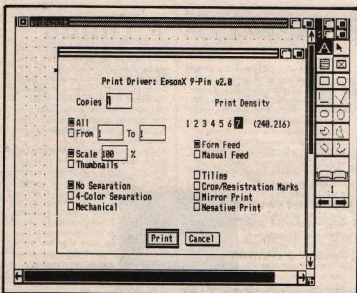 Print Driver: EpsonX 9-Pin v2.0
Copies 1
Print Density
All
1 2 3 4 5 6 7 (240.216)
From 1 To 1
Form Feed
Manual Feed
Scale 100 %
Thumbnails
Tiling
No Separation
Crop/Registration Marks
4-Color Separation
Mirror Print
Mechanical
Negative Print
Print
Cancel
A
1